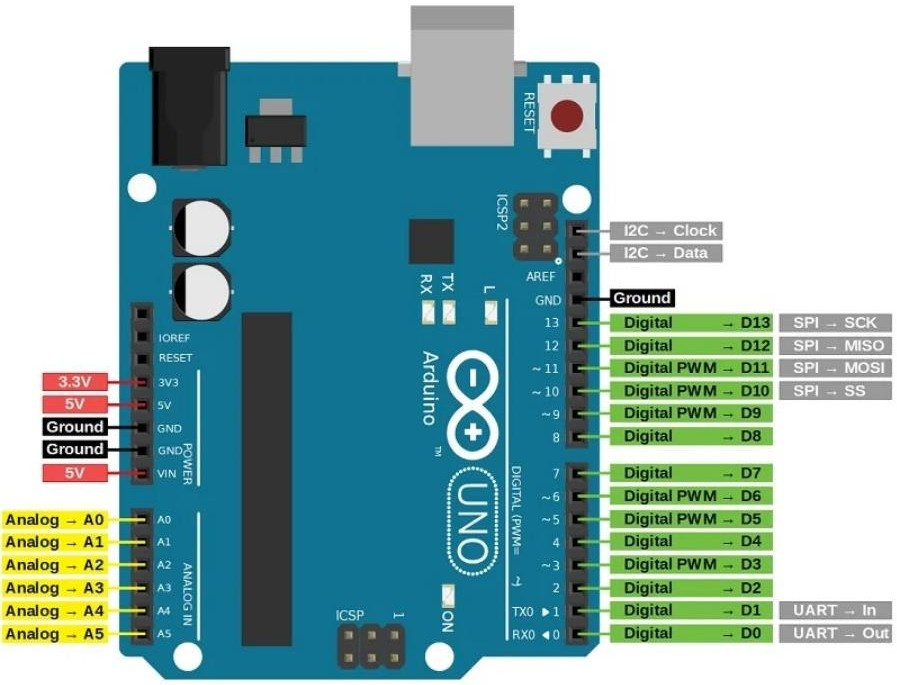 RESET
ICSP2
I2C → Clock
I2C → Data
AREF
GND
Ground
RX
TX
L
13
Digital → D13
SPI → SCK
12
Digital → D12
SPI → MISO
~ 11
Digital PWM → D11
SPI → MOSI
~ 10
Digital PWM → D10
SPI → SS
~ 9
Digital PWM → D9
8
Digital → D8
7
Digital → D7
~ 6
Digital PWM → D6
~ 5
Digital PWM → D5
4
Digital → D4
~ 3
Digital PWM → D3
2
Digital → D2
TX0 ▶ 1
Digital → D1
UART → In
RX0 ◀ 0
Digital → D0
UART → Out
DIGITAL (PWM= ~)
Arduino
TM
UNO
ON
ICSP
1
IOREF
RESET
3.3V
3V3
5V
5V
Ground
GND
Ground
GND
5V
VIN
POWER
Analog → A0
A0
Analog → A1
A1
Analog → A2
A2
Analog → A3
A3
Analog → A4
A4
Analog → A5
A5
ANALOG IN